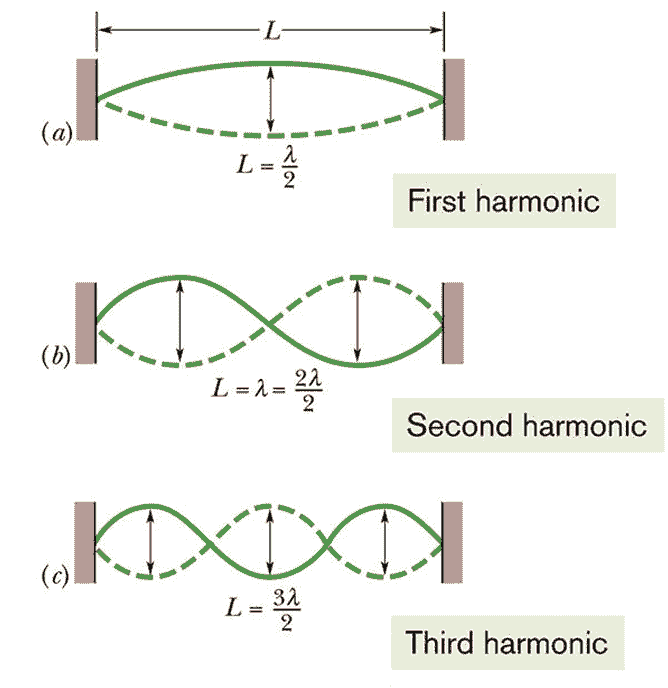 L
(a)
L = λ/2
First harmonic
(b)
L = λ = 2λ/2
Second harmonic
(c)
L = 3λ/2
Third harmonic